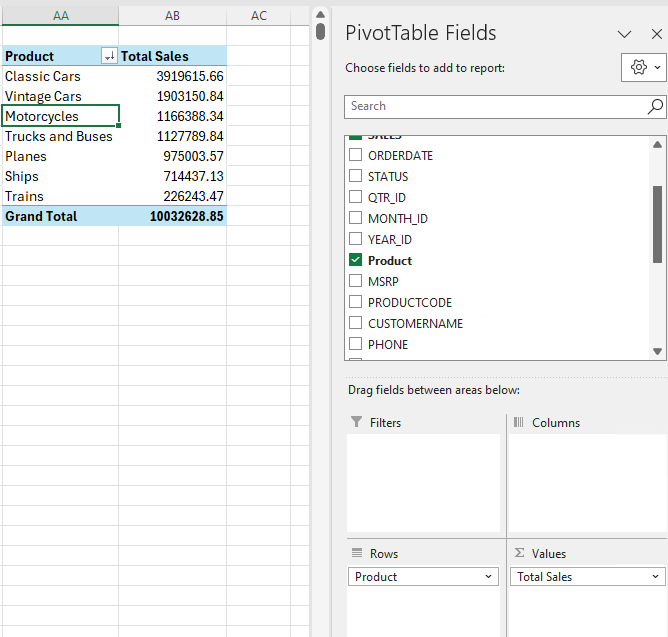 AA AB AC
Product Total Sales
Classic Cars 3919615.66
Vintage Cars 1903150.84
Motorcycles 1166388.34
Trucks and Buses 1127789.84
Planes 975003.57
Ships 714437.13
Trains 226243.47
Grand Total 10032628.85
PivotTable Fields
Choose fields to add to report:
Search
SALES
ORDERDATE
STATUS
QTR_ID
MONTH_ID
YEAR_ID
Product
MSRP
PRODUCTCODE
CUSTOMERNAME
PHONE
Drag fields between areas below:
Filters
Columns
Rows
Product
Σ Values
Total Sales